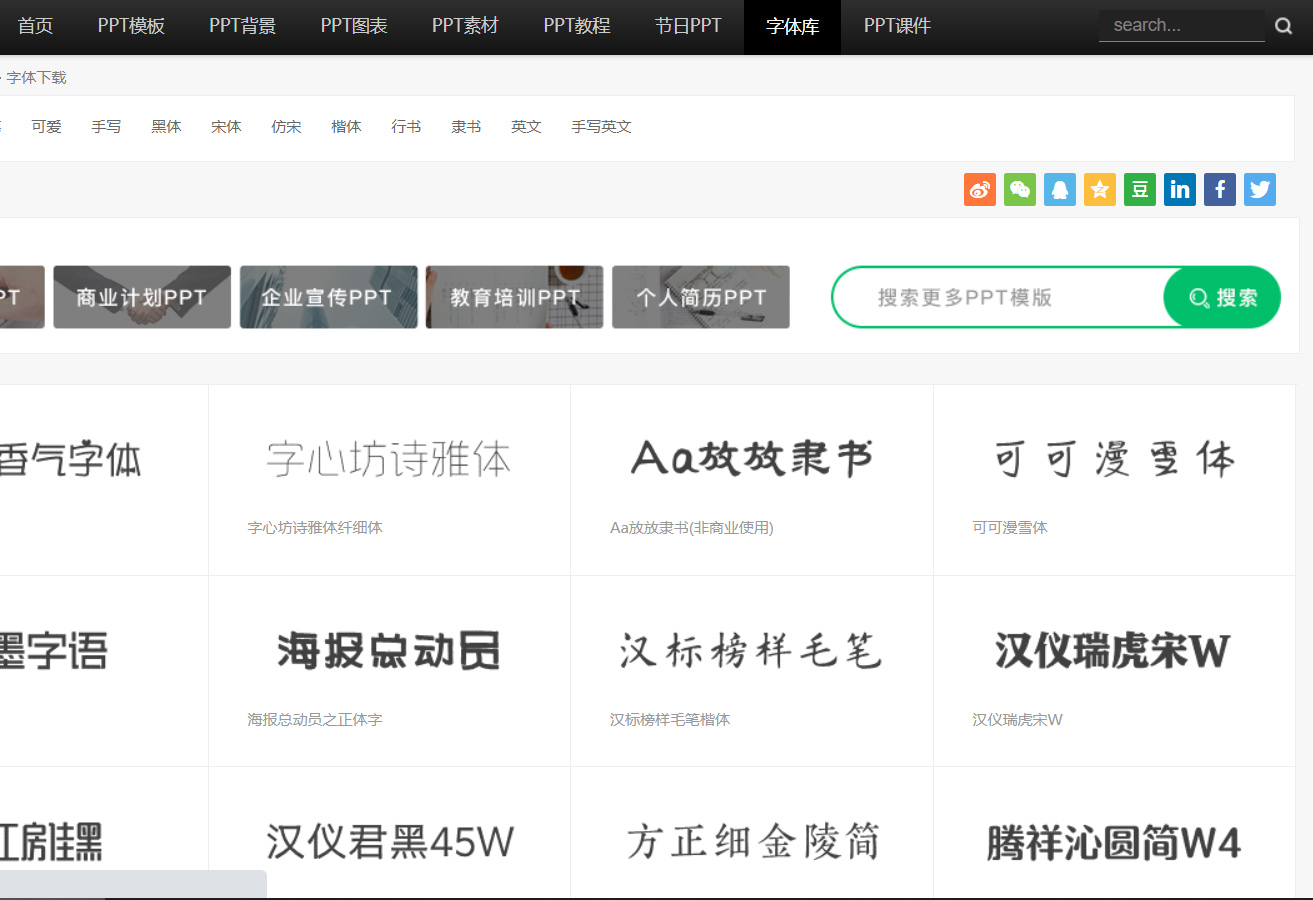 首页 PPT模板 PPT背景 PPT图表 PPT素材 PPT教程 节日PPT 字体库 PPT课件 search...
字体下载
可爱 手写 黑体 宋体 仿宋 楷体 行书 隶书 英文 手写英文
PT 商业计划PPT 企业宣传PPT 教育培训PPT 个人简历PPT 搜索更多PPT模版 搜索
香气字体 字心坊诗雅体 Aa放放隶书 可可漫雪体
字心坊诗雅体纤细体 Aa放放隶书(非商业使用) 可可漫雪体
墨字语 海报总动员 汉标榜样毛笔 汉仪瑞虎宋W
海报总动员之正体字 汉标榜样毛笔楷体 汉仪瑞虎宋W
房 黑 汉仪君黑45W 方正细金陵简 腾祥沁圆简W4